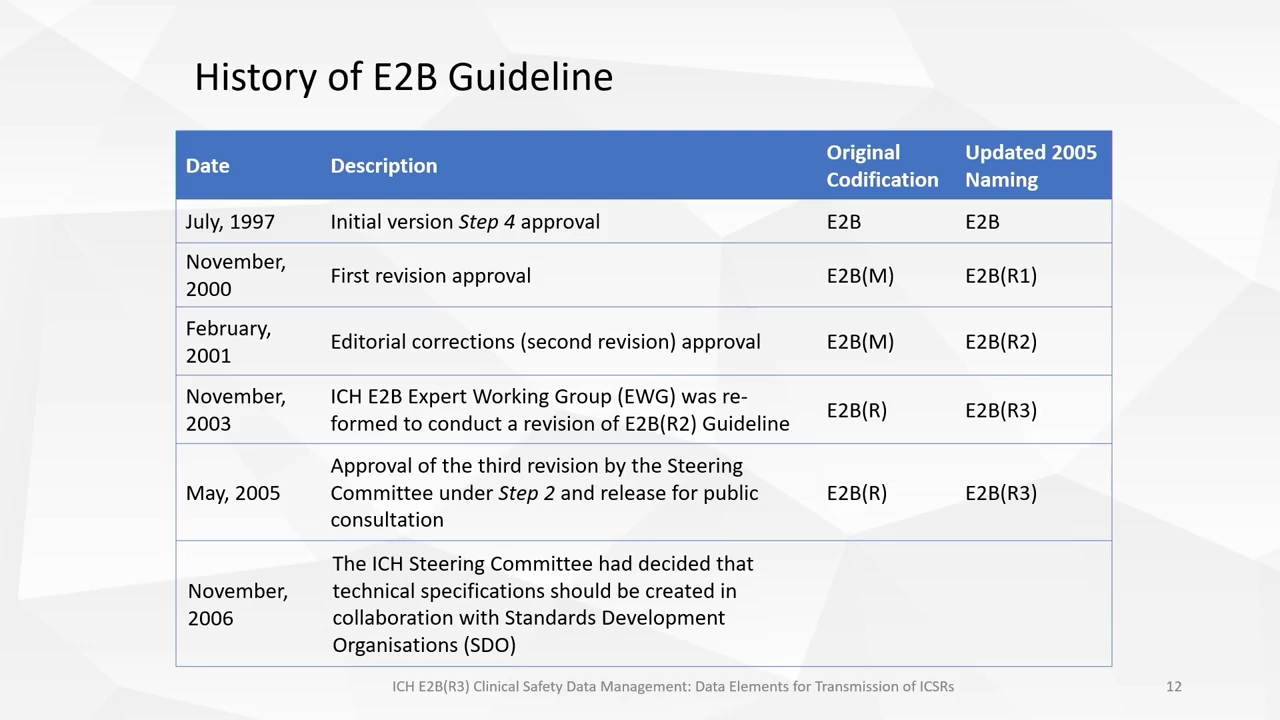 History of E2B Guideline
Date
Description
Original
Codification
Updated 2005
Naming
July, 1997
Initial version Step 4 approval
E2B
E2B
November,
2000
First revision approval
E2B(M)
E2B(R1)
February,
2001
Editorial corrections (second revision) approval
E2B(M)
E2B(R2)
November,
2003
ICH E2B Expert Working Group (EWG) was re-
formed to conduct a revision of E2B(R2) Guideline
E2B(R)
E2B(R3)
May, 2005
Approval of the third revision by the Steering
Committee under Step 2 and release for public
consultation
E2B(R)
E2B(R3)
November,
2006
The ICH Steering Committee had decided that
technical specifications should be created in
collaboration with Standards Development
Organisations (SDO)
ICH E2B(R3) Clinical Safety Data Management: Data Elements for Transmission of ICSRs
12